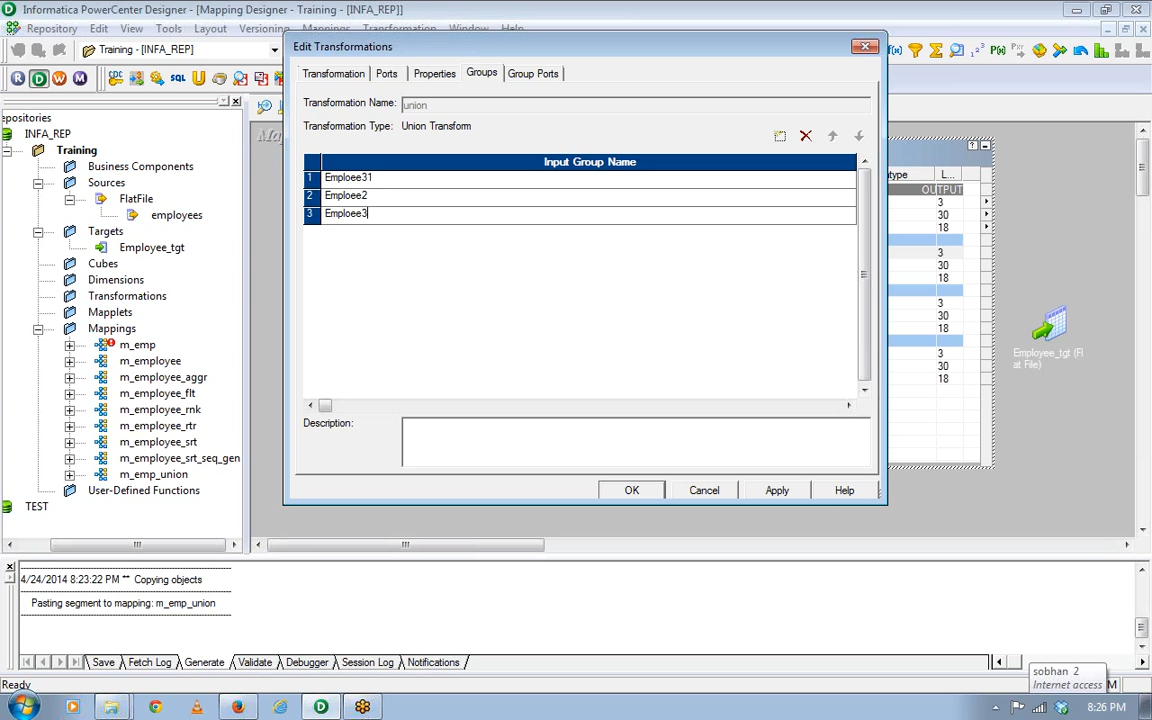 Informatica PowerCenter Designer - [Mapping Designer - Training - [INFA_REP]]
Repository Edit View Tools Layout Versioning Mappings Transformation Window Help
Training - [INFA_REP]
Edit Transformations
Transformation Ports Properties Groups Group Ports
Transformation Name: union
Transformation Type: Union Transform
Input Group Name
1 Emploee31
2 Emploee2
3 Emploee3
Description:
OK Cancel Apply Help
epositories
INFA_REP
Training
Business Components
Sources
FlatFile
employees
Targets
Employee_tgt
Cubes
Dimensions
Transformations
Mapplets
Mappings
m_emp
m_employee
m_employee_aggr
m_employee_flt
m_employee_rnk
m_employee_rtr
m_employee_srt
m_employee_srt_seq_gen
m_emp_union
User-Defined Functions
TEST
atype L...
OUTPUT
3
30
18
3
30
18
3
30
18
3
30
18
Employee_tgt (Fl
at File)
4/24/2014 8:23:22 PM ** Copying objects
Pasting segment to mapping: m_emp_union
Save Fetch Log Generate Validate Debugger Session Log Notifications
Ready
sobhan 2
Internet access
8:26 PM